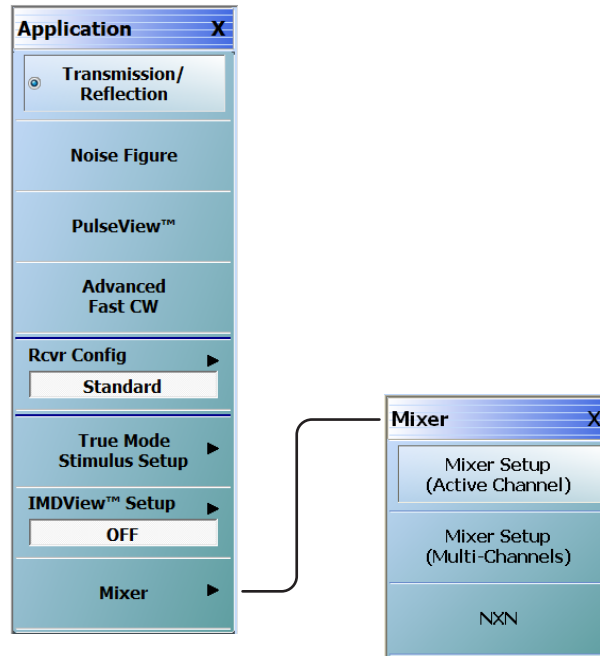 Application X
Transmission/
Reflection
Noise Figure
PulseView™
Advanced
Fast CW
Rcvr Config
Standard
True Mode
Stimulus Setup
IMDView™ Setup
OFF
Mixer
Mixer X
Mixer Setup
(Active Channel)
Mixer Setup
(Multi-Channels)
NXN